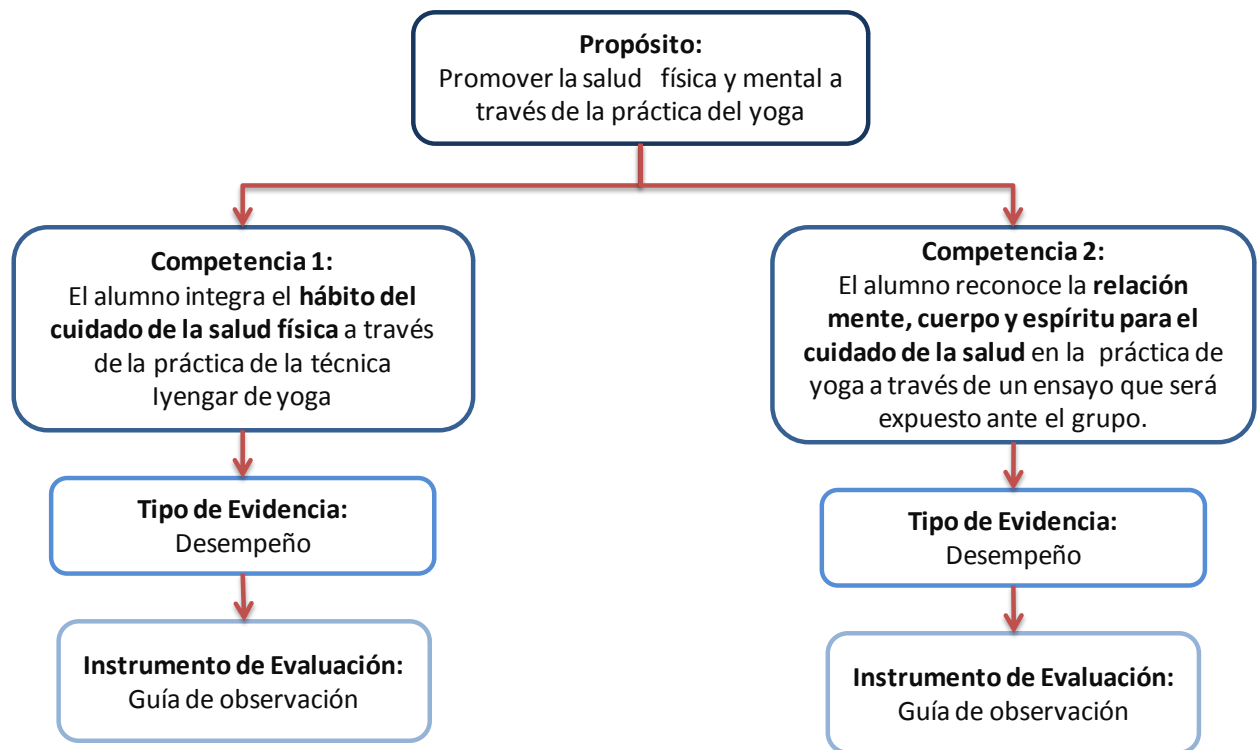 Propósito:
Promover la salud física y mental a
través de la práctica del yoga
Competencia 1:
El alumno integra el hábito del
cuidado de la salud física a través
de la práctica de la técnica
Iyengar de yoga
Tipo de Evidencia:
Desempeño
Instrumento de Evaluación:
Guía de observación
Competencia 2:
El alumno reconoce la relación
mente, cuerpo y espíritu para el
cuidado de la salud en la práctica de
yoga a través de un ensayo que será
expuesto ante el grupo.
Tipo de Evidencia:
Desempeño
Instrumento de Evaluación:
Guía de observación